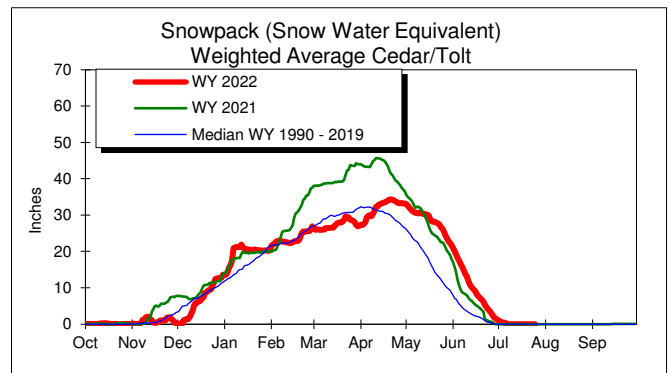 Snowpack (Snow Water Equivalent)
Weighted Average Cedar/Tolt
70
60
50
40
30
20
10
0
Inches
WY 2022
WY 2021
Median WY 1990 - 2019
Oct Nov Dec Jan Feb Mar Apr May Jun Jul Aug Sep